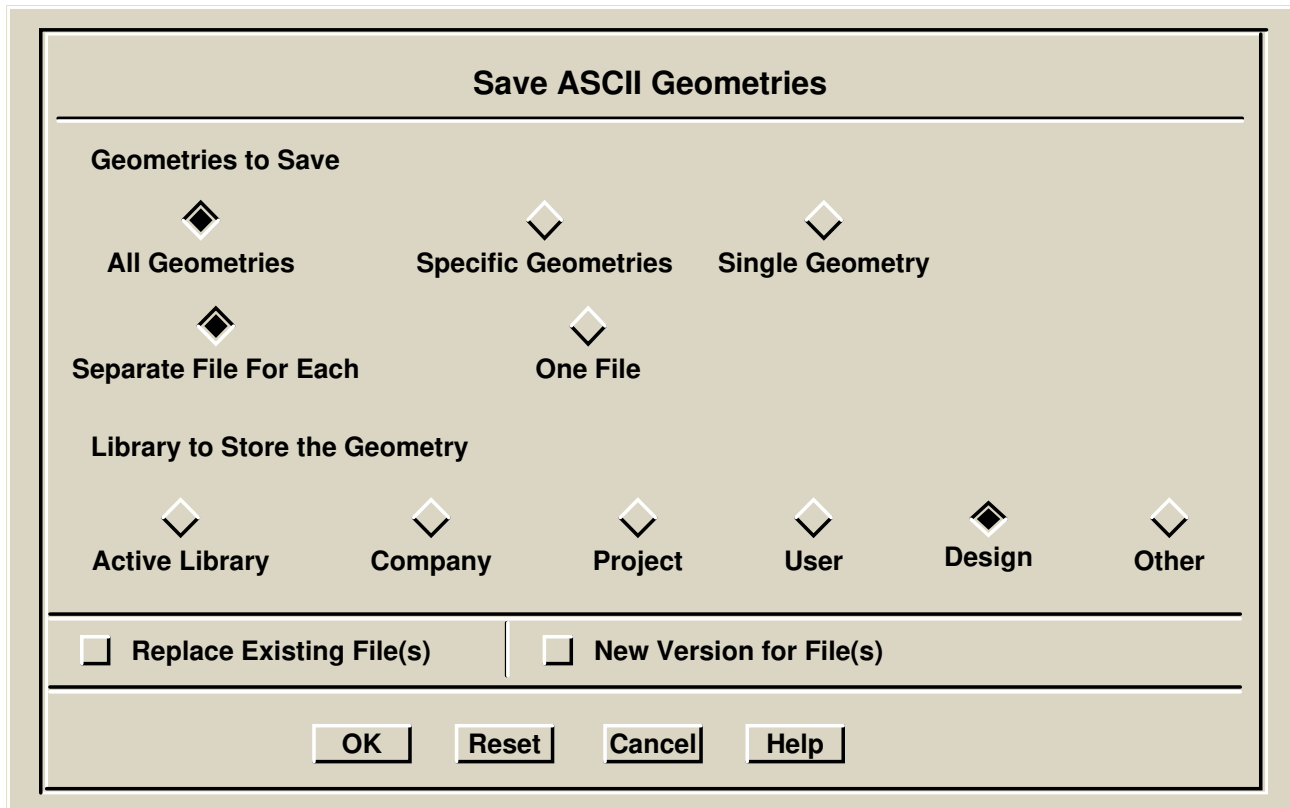 Save ASCII Geometries
Geometries to Save
All Geometries Specific Geometries Single Geometry
Separate File For Each One File
Library to Store the Geometry
Active Library Company Project User Design Other
Replace Existing File(s) New Version for File(s)
OK Reset Cancel Help